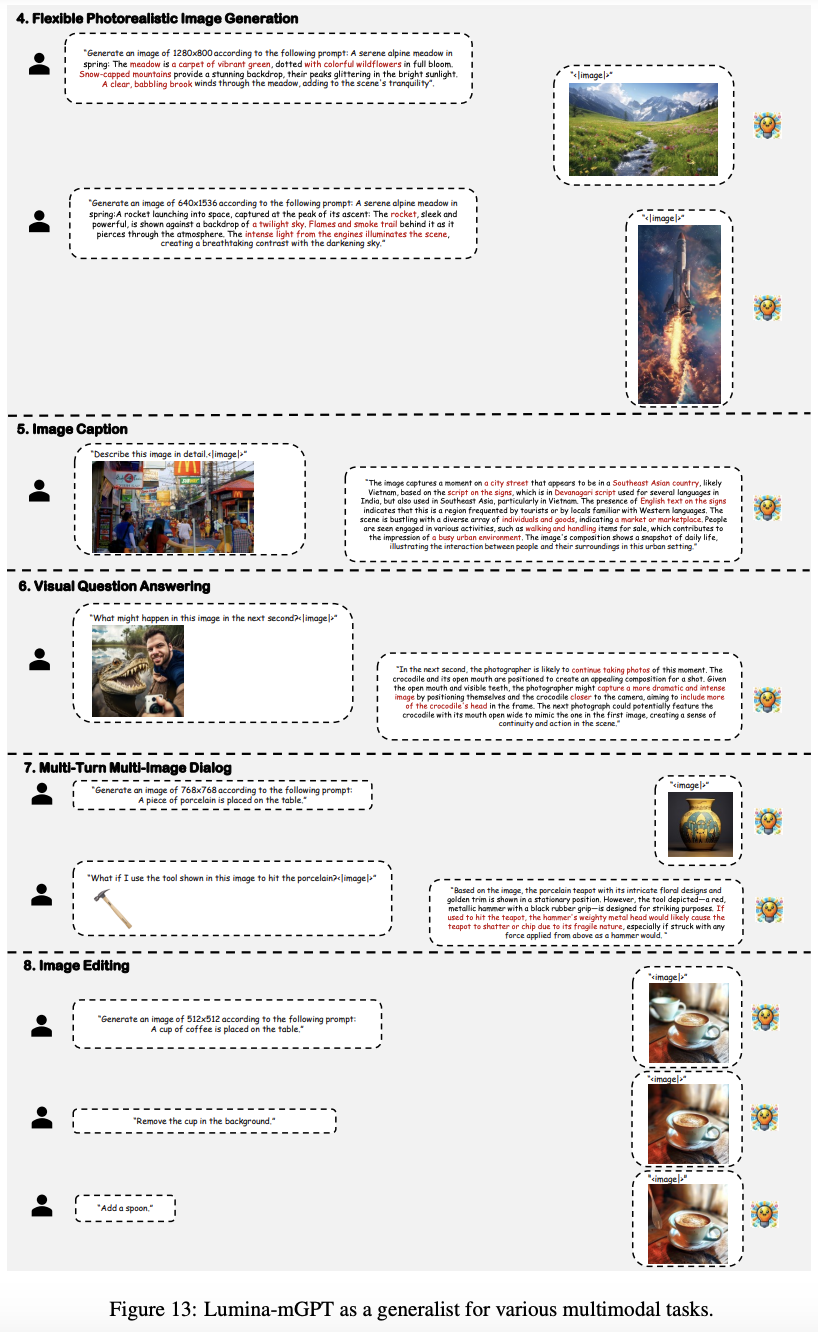 4. Flexible Photorealistic Image Generation
"Generate an image of 1280x800 according to the following prompt: A serene alpine meadow in
spring: The meadow is a carpet of vibrant green, dotted with colorful wildflowers in full bloom.
Snow-capped mountains provide a stunning backdrop, their peaks glittering in the bright sunlight.
A clear, babbling brook winds through the meadow, adding to the scene's tranquility".
"<|image|>"
"Generate an image of 640x1536 according to the following prompt: A serene alpine meadow in
spring:A rocket launching into space, captured at the peak of its ascent: The rocket, sleek and
powerful, is shown against a backdrop of a twilight sky. Flames and smoke trail behind it as it
pierces through the atmosphere. The intense light from the engines illuminates the scene,
creating a breathtaking contrast with the darkening sky."
"<|image|>"
5. Image Caption
"Describe this image in detail.<|image|>"
SUBWAY
"The image captures a moment on a city street that appears to be in a Southeast Asian country, likely
Vietnam, based on the script on the signs, which is in Devanagari script used for several languages in
India, but also used in Southeast Asia, particularly in Vietnam. The presence of English text on the signs
indicates that this is a region frequented by tourists or by locals familiar with Western languages. The
scene is bustling with a diverse array of individuals and goods, indicating a market or marketplace. People
are seen engaged in various activities, such as walking and handling items for sale, which contributes to
the impression of a busy urban environment. The image's composition shows a snapshot of daily life,
illustrating the interaction between people and their surroundings in this urban setting."
6. Visual Question Answering
"What might happen in this image in the next second?<|image|>"
"In the next second, the photographer is likely to continue taking photos of this moment. The
crocodile and its open mouth are positioned to create an appealing composition for a shot. Given
the open mouth and visible teeth, the photographer might capture a more dramatic and intense
image by positioning themselves and the crocodile closer to the camera, aiming to include more
of the crocodile's head in the frame. The next photograph could potentially feature the
crocodile with its mouth open wide to mimic the one in the first image, creating a sense of
continuity and action in the scene."
7. Multi-Turn Multi-Image Dialog
"Generate an image of 768x768 according to the following prompt:
A piece of porcelain is placed on the table."
"<|image|>"
"What if I use the tool shown in this image to hit the porcelain?<|image|>"
"Based on the image, the porcelain teapot with its intricate floral designs and
golden trim is shown in a stationary position. However, the tool depicted—a red,
metallic hammer with a black rubber grip—is designed for striking purposes. If
used to hit the teapot, the hammer's weighty metal head would likely cause the
teapot to shatter or chip due to its fragile nature, especially if struck with any
force applied from above as a hammer would. "
8. Image Editing
"Generate an image of 512x512 according to the following prompt:
A cup of coffee is placed on the table."
"<|image|>"
"Remove the cup in the background."
"<|image|>"
"Add a spoon."
"<|image|>"
Figure 13: Lumina-mGPT as a generalist for various multimodal tasks.